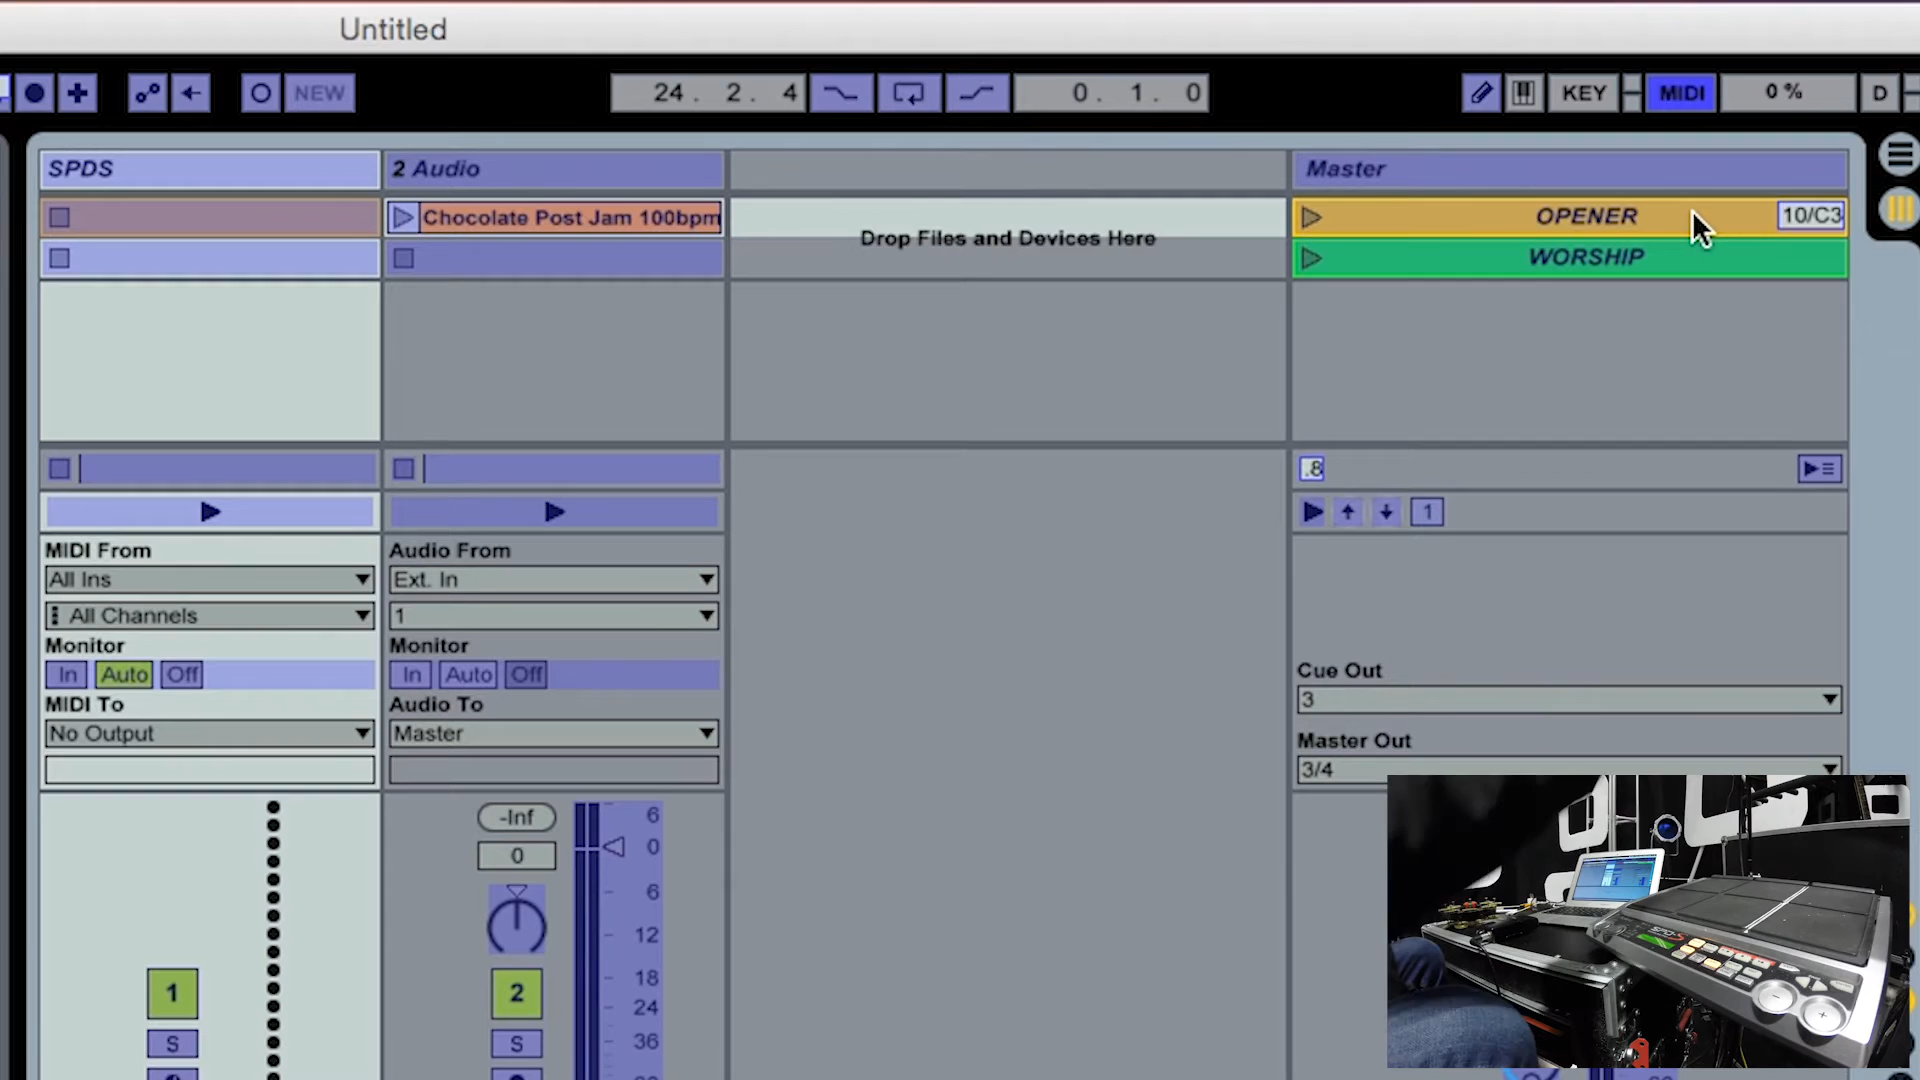 Untitled
NEW
24. 2. 4
0. 1. 0
KEY
MIDI
0 %
D
SPDS
2 Audio
Master
Chocolate Post Jam 100bpm
OPENER
10/C3
Drop Files and Devices Here
WORSHIP
.8
1
MIDI From
Audio From
All Ins
Ext. In
All Channels
1
Monitor
Monitor
In
Auto
Off
In
Auto
Off
Cue Out
3
MIDI To
Audio To
No Output
Master
Master Out
3/4
-Inf
0
6
0
6
12
18
24
36
1
2
S
S
SPD-S